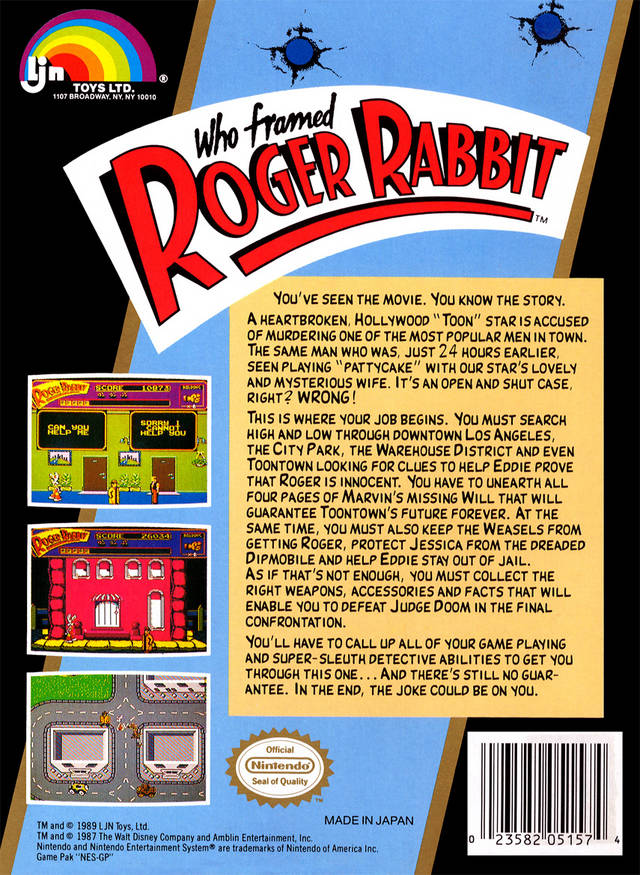 Ljn
TOYS LTD. ®
1107 BROADWAY, NY, NY 10010
Who framed
ROGER RABBIT
TM
YOU'VE SEEN THE MOVIE. YOU KNOW THE STORY.
A HEARTBROKEN, HOLLYWOOD "TOON" STAR IS ACCUSED
OF MURDERING ONE OF THE MOST POPULAR MEN IN TOWN.
THE SAME MAN WHO WAS, JUST 24 HOURS EARLIER,
SEEN PLAYING "PATTYCAKE" WITH OUR STAR'S LOVELY
AND MYSTERIOUS WIFE. IT'S AN OPEN AND SHUT CASE,
RIGHT? WRONG!
THIS IS WHERE YOUR JOB BEGINS. YOU MUST SEARCH
HIGH AND LOW THROUGH DOWNTOWN LOS ANGELES,
THE CITY PARK, THE WAREHOUSE DISTRICT AND EVEN
TOONTOWN LOOKING FOR CLUES TO HELP EDDIE PROVE
THAT ROGER IS INNOCENT. YOU HAVE TO UNEARTH ALL
FOUR PAGES OF MARVIN'S MISSING WILL THAT WILL
GUARANTEE TOONTOWN'S FUTURE FOREVER. AT THE
SAME TIME, YOU MUST ALSO KEEP THE WEASELS FROM
GETTING ROGER, PROTECT JESSICA FROM THE DREADED
DIPMOBILE AND HELP EDDIE STAY OUT OF JAIL.
AS IF THAT'S NOT ENOUGH, YOU MUST COLLECT THE
RIGHT WEAPONS, ACCESSORIES AND FACTS THAT WILL
ENABLE YOU TO DEFEAT JUDGE DOOM IN THE FINAL
CONFRONTATION.
YOU'LL HAVE TO CALL UP ALL OF YOUR GAME PLAYING
AND SUPER-SLEUTH DETECTIVE ABILITIES TO GET YOU
THROUGH THIS ONE... AND THERE'S STILL NO GUAR-
ANTEE. IN THE END, THE JOKE COULD BE ON YOU.
ROGER RABBIT
SCORE 10873
CAN YOU
HELP ME
SORRY I
CANNOT
HELP YOU
ROGER RABBIT
SCORE 26034
Official
Nintendo
Seal of Quality
TM
MADE IN JAPAN
TM and © 1989 LJN Toys, Ltd.
TM and © 1987 The Walt Disney Company and Amblin Entertainment, Inc.
Nintendo and Nintendo Entertainment System® are trademarks of Nintendo of America Inc.
Game Pak "NES-GP"
0 23582 05157 4